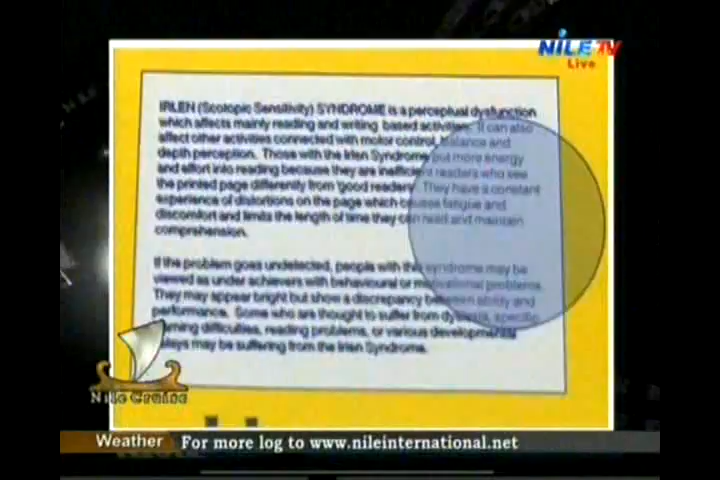 NiLE TV
Live
IRLEN (Scotopic Sensitivity) SYNDROME is a perceptual dysfunction
which affects mainly reading and writing based activities. It can also
affect other activities connected with motor control, balance and
depth perception. Those with the Irlen Syndrome put more energy
and effort into reading because they are inefficient readers who see
the printed page differently from 'good readers'. They have a constant
experience of distortions on the page which causes fatigue and
discomfort and limits the length of time they can read and maintain
comprehension.
If the problem goes undetected, people with this syndrome may be
viewed as under achievers with behavioural or motivational problems.
They may appear bright but show a discrepancy between ability and
performance. Some who are thought to suffer from dyslexia, specific
difficulties, reading problems, or various developmental
may be suffering from the Irlen Syndrome.
Nile Cruise
Weather For more log to www.nileinternational.net